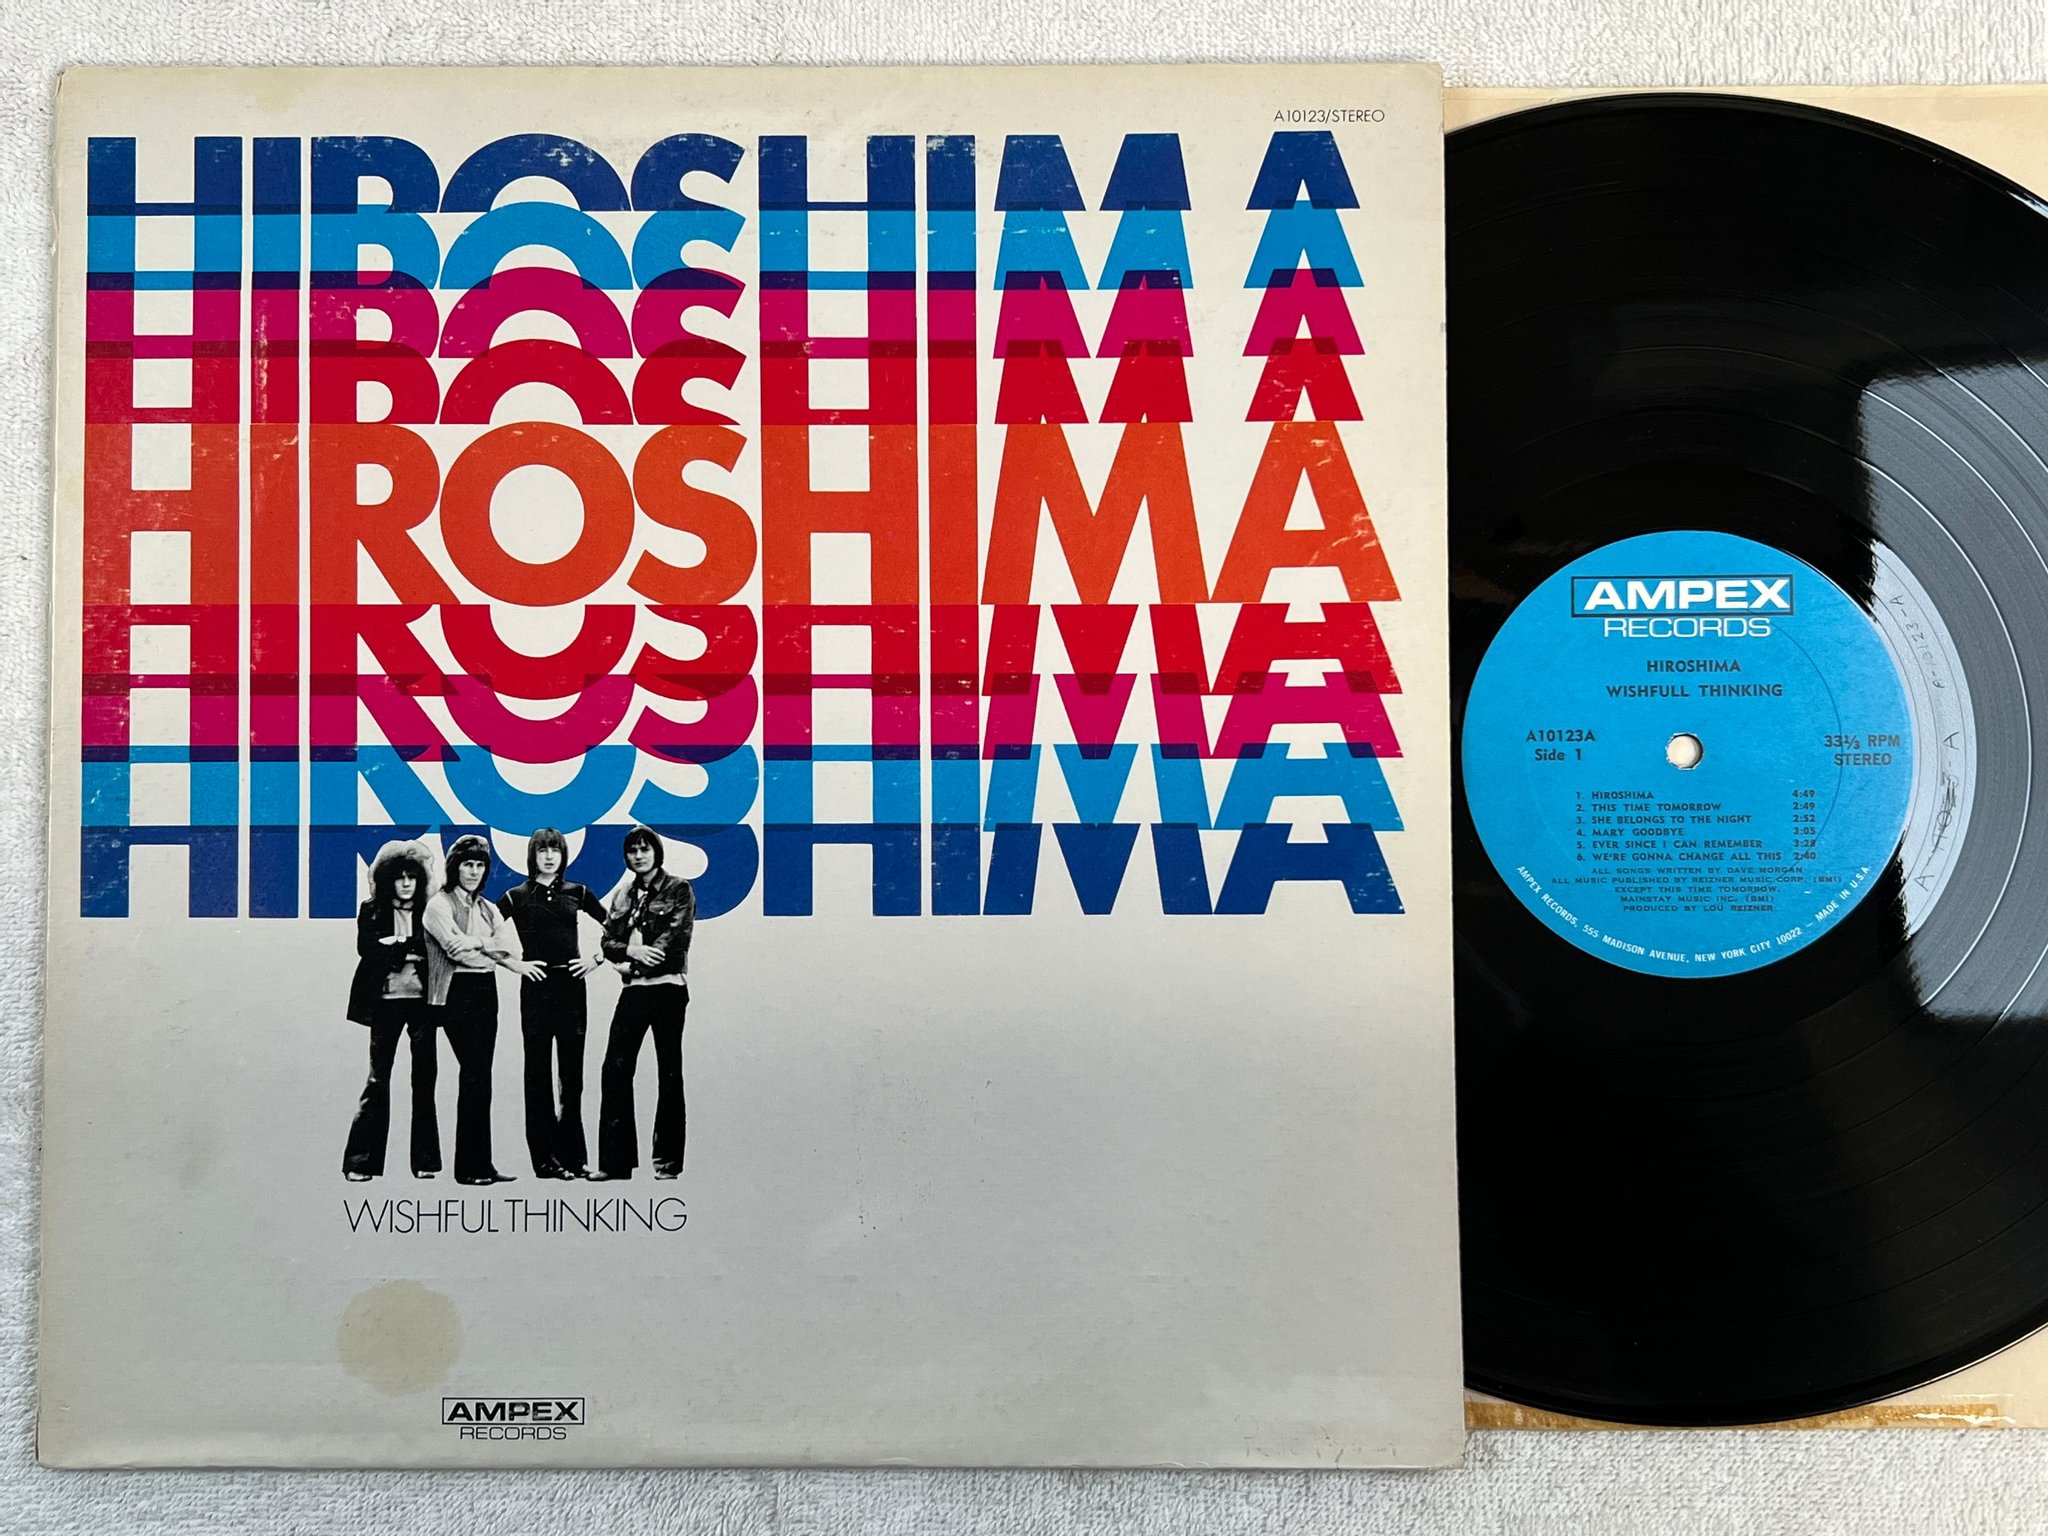 A10123/STEREO
HIROSHIMA
HIROSHIMA
HIROSHIMA
HIROSHIMA
HIROSHIMA
HIROSHIMA
HIROSHIMA
HIROSHIMA
HIROSHIMA
WISHFUL THINKING
AMPEX
RECORDS
AMPEX
RECORDS
HIROSHIMA
WISHFULL THINKING
A10123A
Side 1
33⅓ RPM
STEREO
1. HIROSHIMA 4:49
2. THIS TIME TOMORROW 2:49
3. SHE BELONGS TO THE NIGHT 2:52
4. MARY GOODBYE 3:05
5. EVER SINCE I CAN REMEMBER 3:28
6. WE'RE GONNA CHANGE ALL THIS 2:40
ALL SONGS WRITTEN BY DAVE MORGAN
ALL MUSIC PUBLISHED BY REIZNER MUSIC CORP. (BMI)
EXCEPT THIS TIME TOMORROW.
MAINSTAY MUSIC INC. (BMI)
PRODUCED BY LOU REIZNER
AMPEX RECORDS, 555 MADISON AVENUE, NEW YORK CITY 10022 — MADE IN U.S.A.